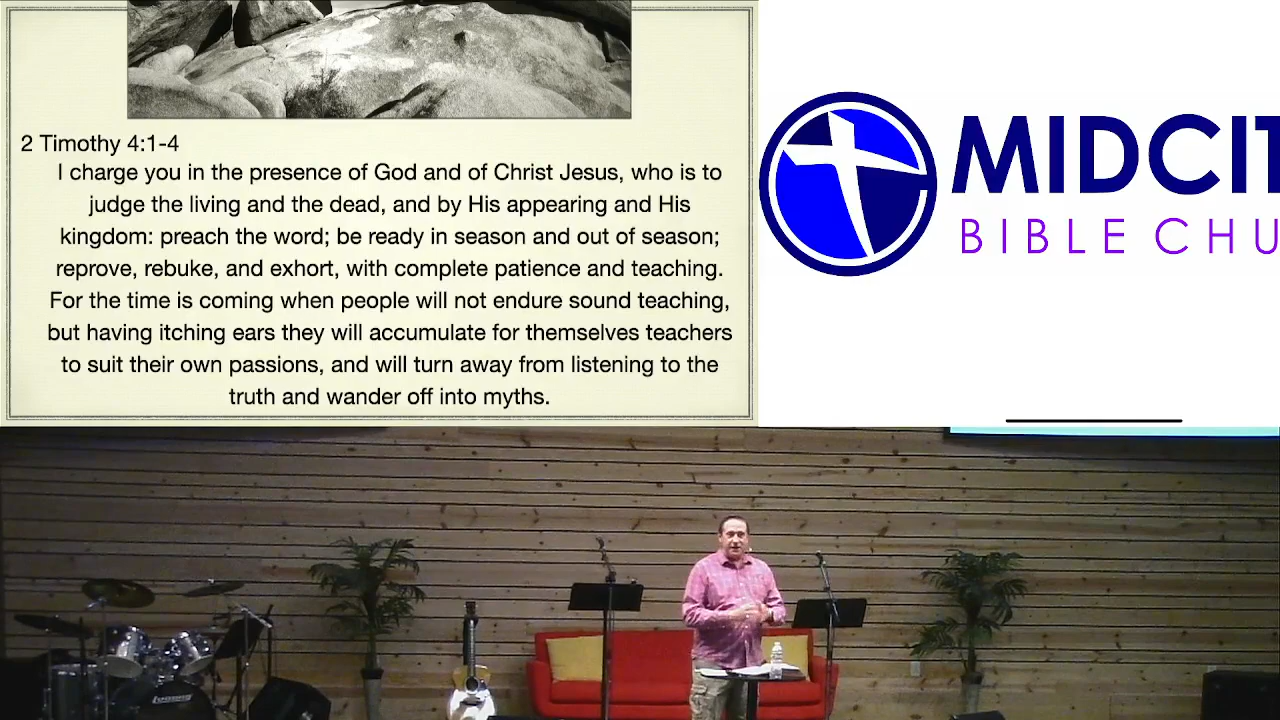 2 Timothy 4:1-4
I charge you in the presence of God and of Christ Jesus, who is to
judge the living and the dead, and by His appearing and His
kingdom: preach the word; be ready in season and out of season;
reprove, rebuke, and exhort, with complete patience and teaching.
For the time is coming when people will not endure sound teaching,
but having itching ears they will accumulate for themselves teachers
to suit their own passions, and will turn away from listening to the
truth and wander off into myths.
MIDCIT
BIBLE CHU